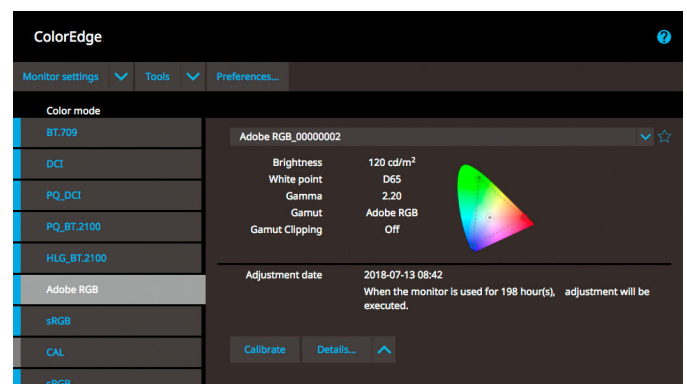 ColorEdge
?
Monitor settings Tools Preferences...
Color mode
BT.709
DCI
PQ_DCI
PQ_BT.2100
HLG_BT.2100
Adobe RGB
sRGB
CAL
sRGB
Adobe RGB_00000002
Brightness 120 cd/m²
White point D65
Gamma 2.20
Gamut Adobe RGB
Gamut Clipping Off
Adjustment date 2018-07-13 08:42
When the monitor is used for 198 hour(s), adjustment will be
executed.
Calibrate Details...